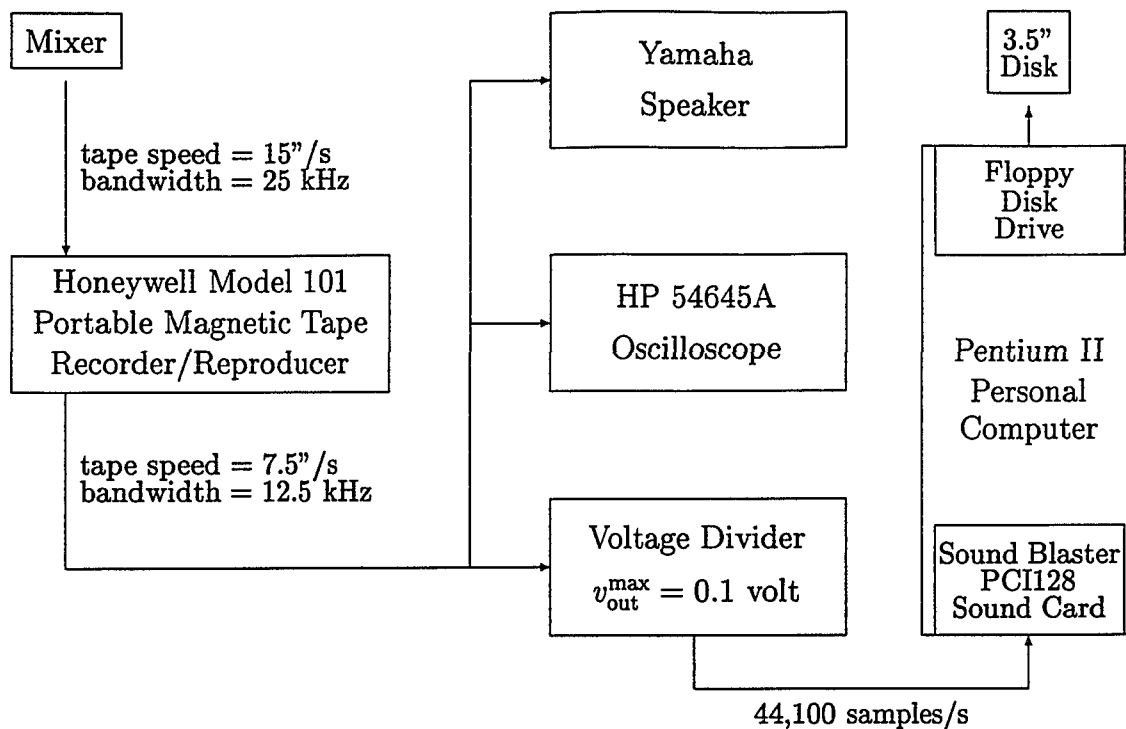 Mixer
tape speed = 15”/s
bandwidth = 25 kHz
Honeywell Model 101
Portable Magnetic Tape
Recorder/Reproducer
tape speed = 7.5”/s
bandwidth = 12.5 kHz
Yamaha
Speaker
HP 54645A
Oscilloscope
Voltage Divider
v_out^max = 0.1 volt
44,100 samples/s
3.5”
Disk
Floppy
Disk
Drive
Pentium II
Personal
Computer
Sound Blaster
PCI128
Sound Card